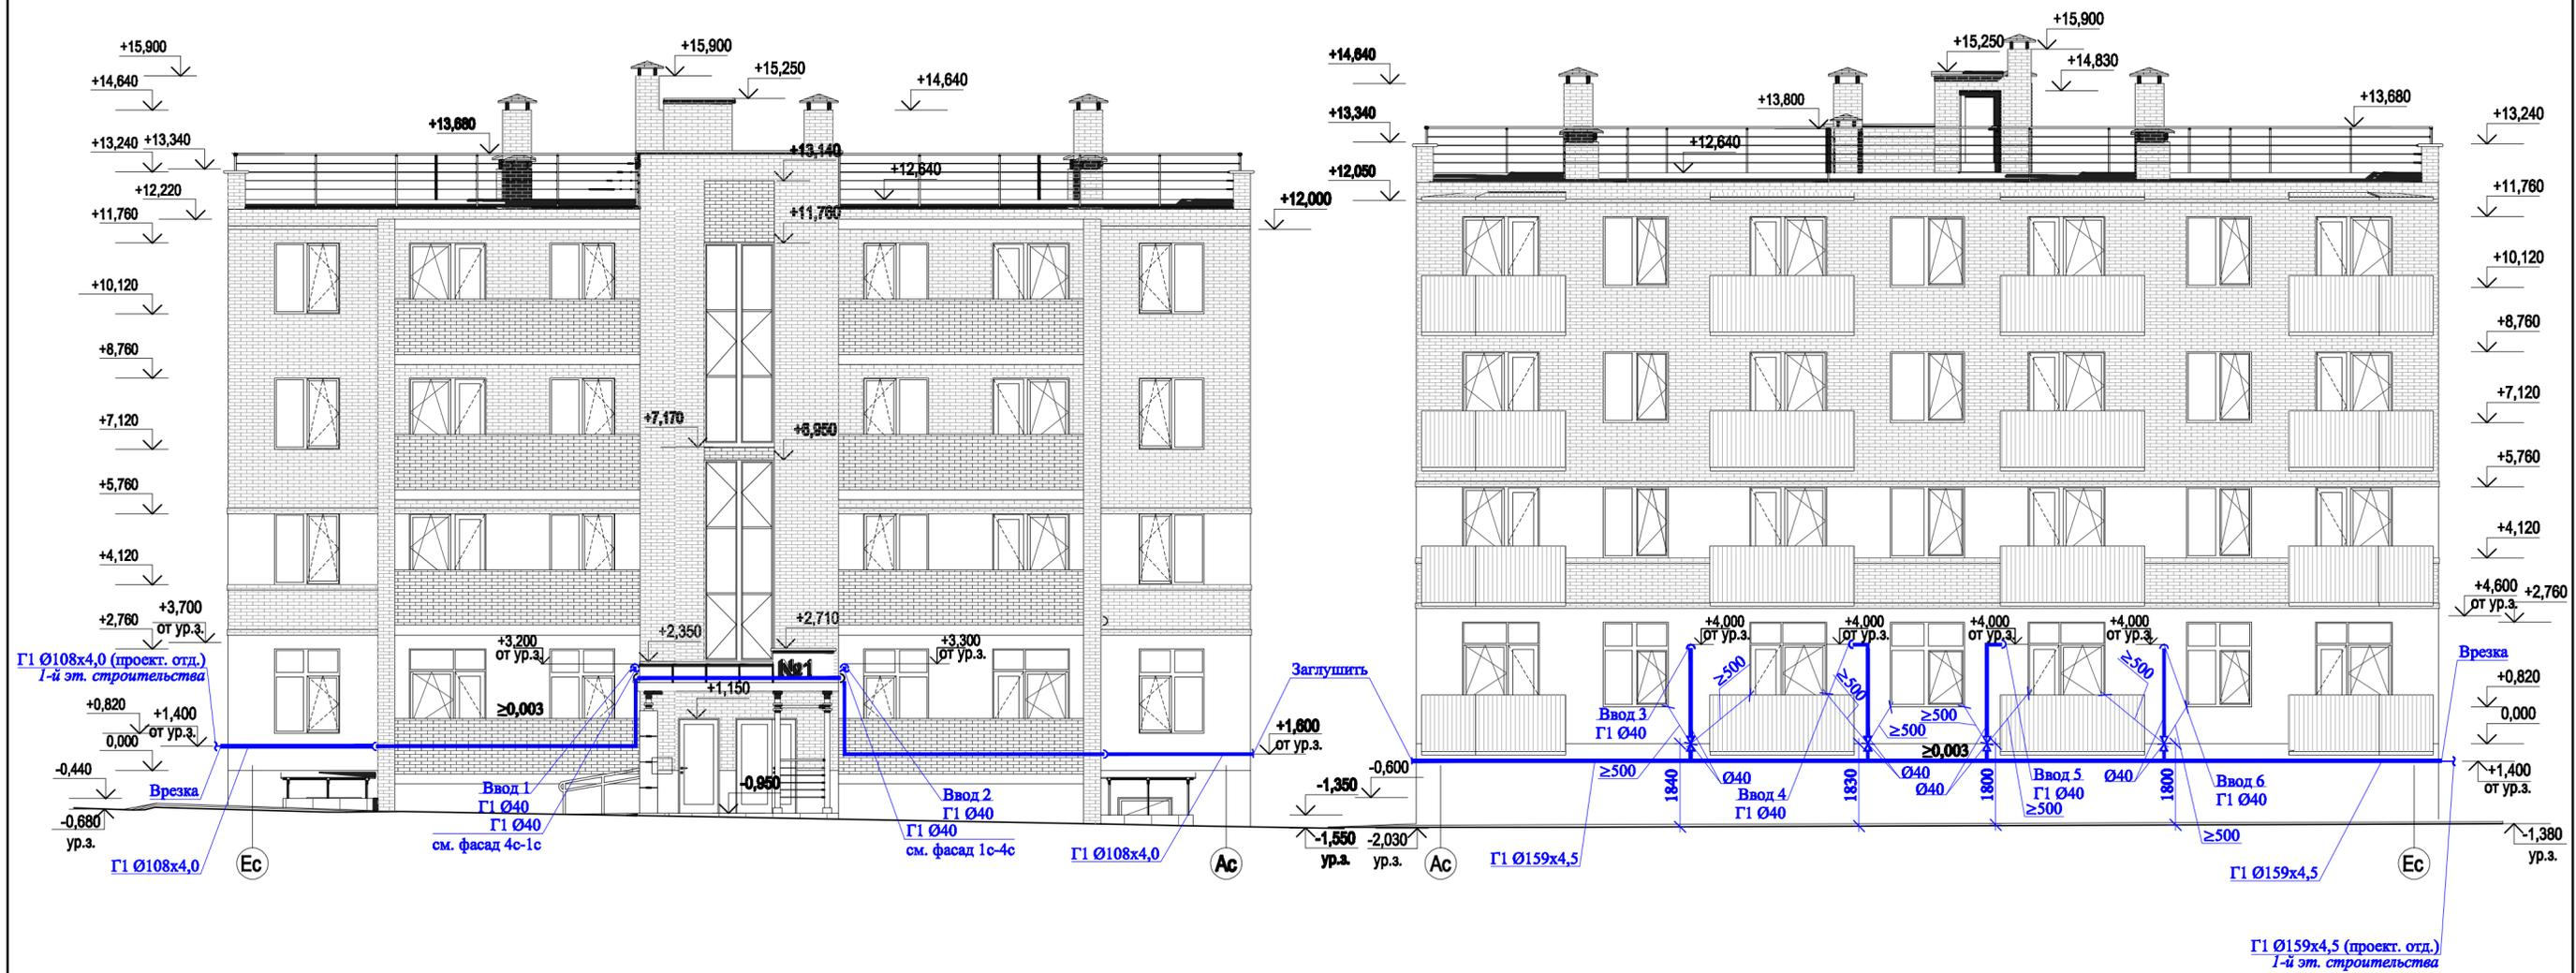 +15,900
+14,640
+13,240
+13,340
+12,220
+11,760
+10,120
+8,760
+7,120
+5,760
+4,120
+3,700
от ур.з.
+2,760
Г1 Ø108x4,0 (проект. отд.)
1-й эт. строительства
+0,820
+1,400
от ур.з.
0,000
-0,440
-0,680
ур.з.
Врезка
Г1 Ø108x4,0
Ес
+13,680
+15,900
+15,250
+14,640
+13,140
+12,640
+11,760
+12,000
+7,170
+6,950
+3,200
от ур.з.
+2,350
+2,710
+3,300
от ур.з.
№1
+1,150
≥0,003
-0,950
Ввод 1
Г1 Ø40
Г1 Ø40
см. фасад 4с-1с
Ввод 2
Г1 Ø40
Г1 Ø40
см. фасад 1с-4с
Г1 Ø108x4,0
Ас
+1,600
от ур.з.
Заглушить
-1,350
-0,600
-1,550
ур.з.
-2,030
ур.з.
+14,640
+13,340
+12,050
+13,800
+15,250
+15,900
+14,830
+12,640
+13,680
+13,240
+11,760
+10,120
+8,760
+7,120
+5,760
+4,120
+4,600
от ур.з.
+2,760
+4,000
от ур.з.
+4,000
от ур.з.
+4,000
от ур.з.
+4,000
от ур.з.
≥500
≥500
≥500
Врезка
+0,820
0,000
Ввод 3
Г1 Ø40
≥500
≥500
≥0,003
≥500
Ø40
Ø40
Ø40
Ø40
Ввод 4
Г1 Ø40
Ввод 5
Г1 Ø40
≥500
Ввод 6
Г1 Ø40
≥500
1840
1830
1800
1800
+1,400
от ур.з.
-1,380
ур.з.
Ас
Г1 Ø159x4,5
Г1 Ø159x4,5
Ес
Г1 Ø159x4,5 (проект. отд.)
1-й эт. строительства